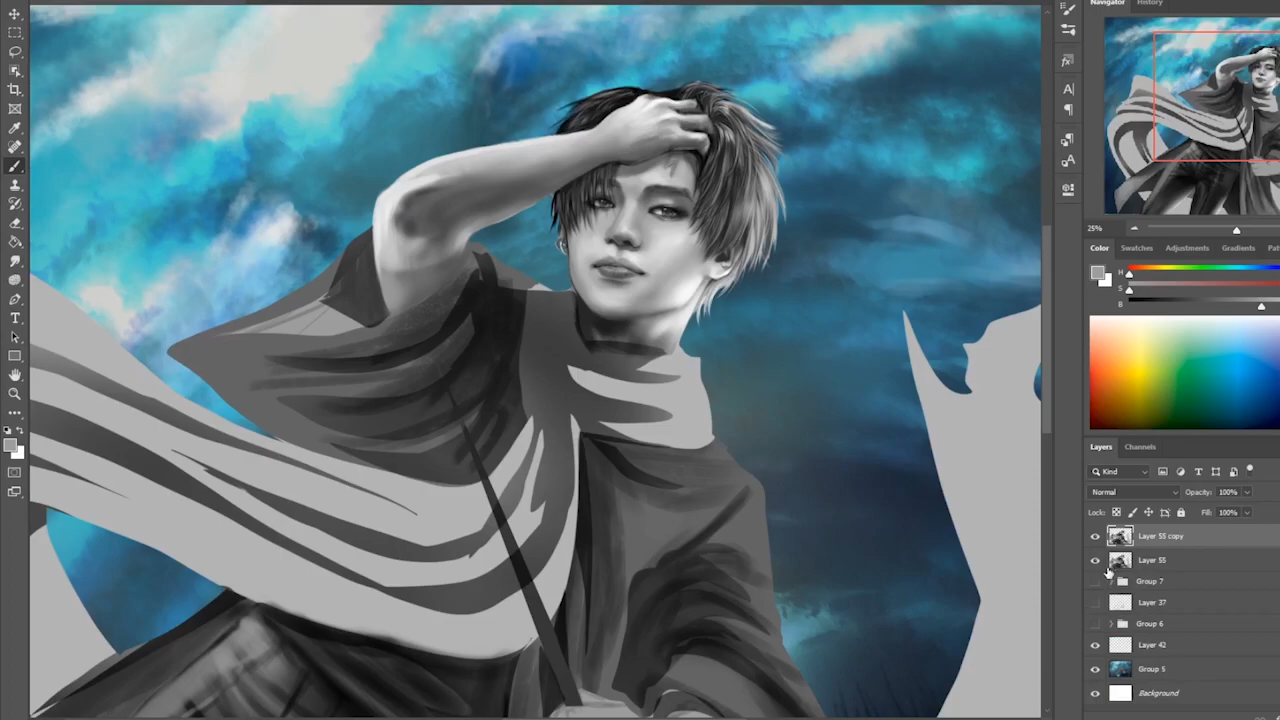 Navigator History
25%
Color Swatches Adjustments Gradients Pat
H
S
B
Layers Channels
Kind
Normal Opacity: 100%
Lock: Fill: 100%
Layer 55 copy
Layer 55
Group 7
Layer 37
Group 6
Layer 42
Group 5
Background